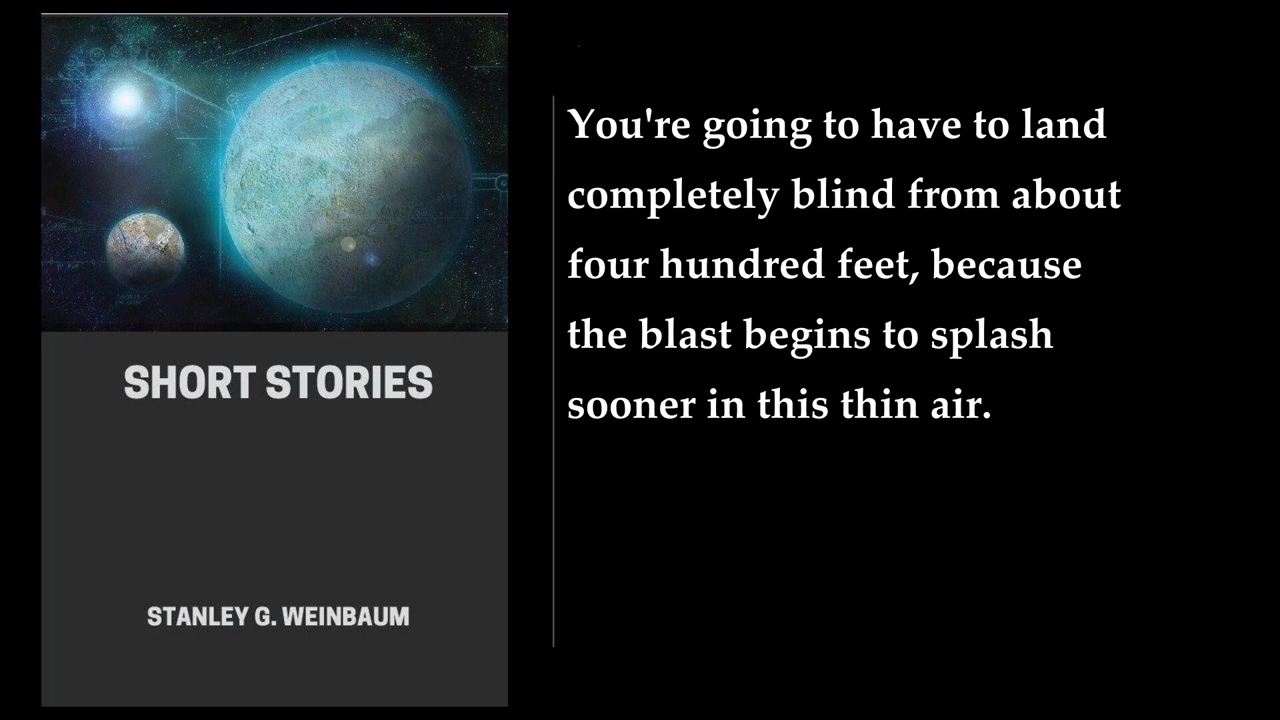 SHORT STORIES
STANLEY G. WEINBAUM
You're going to have to land
completely blind from about
four hundred feet, because
the blast begins to splash
sooner in this thin air.